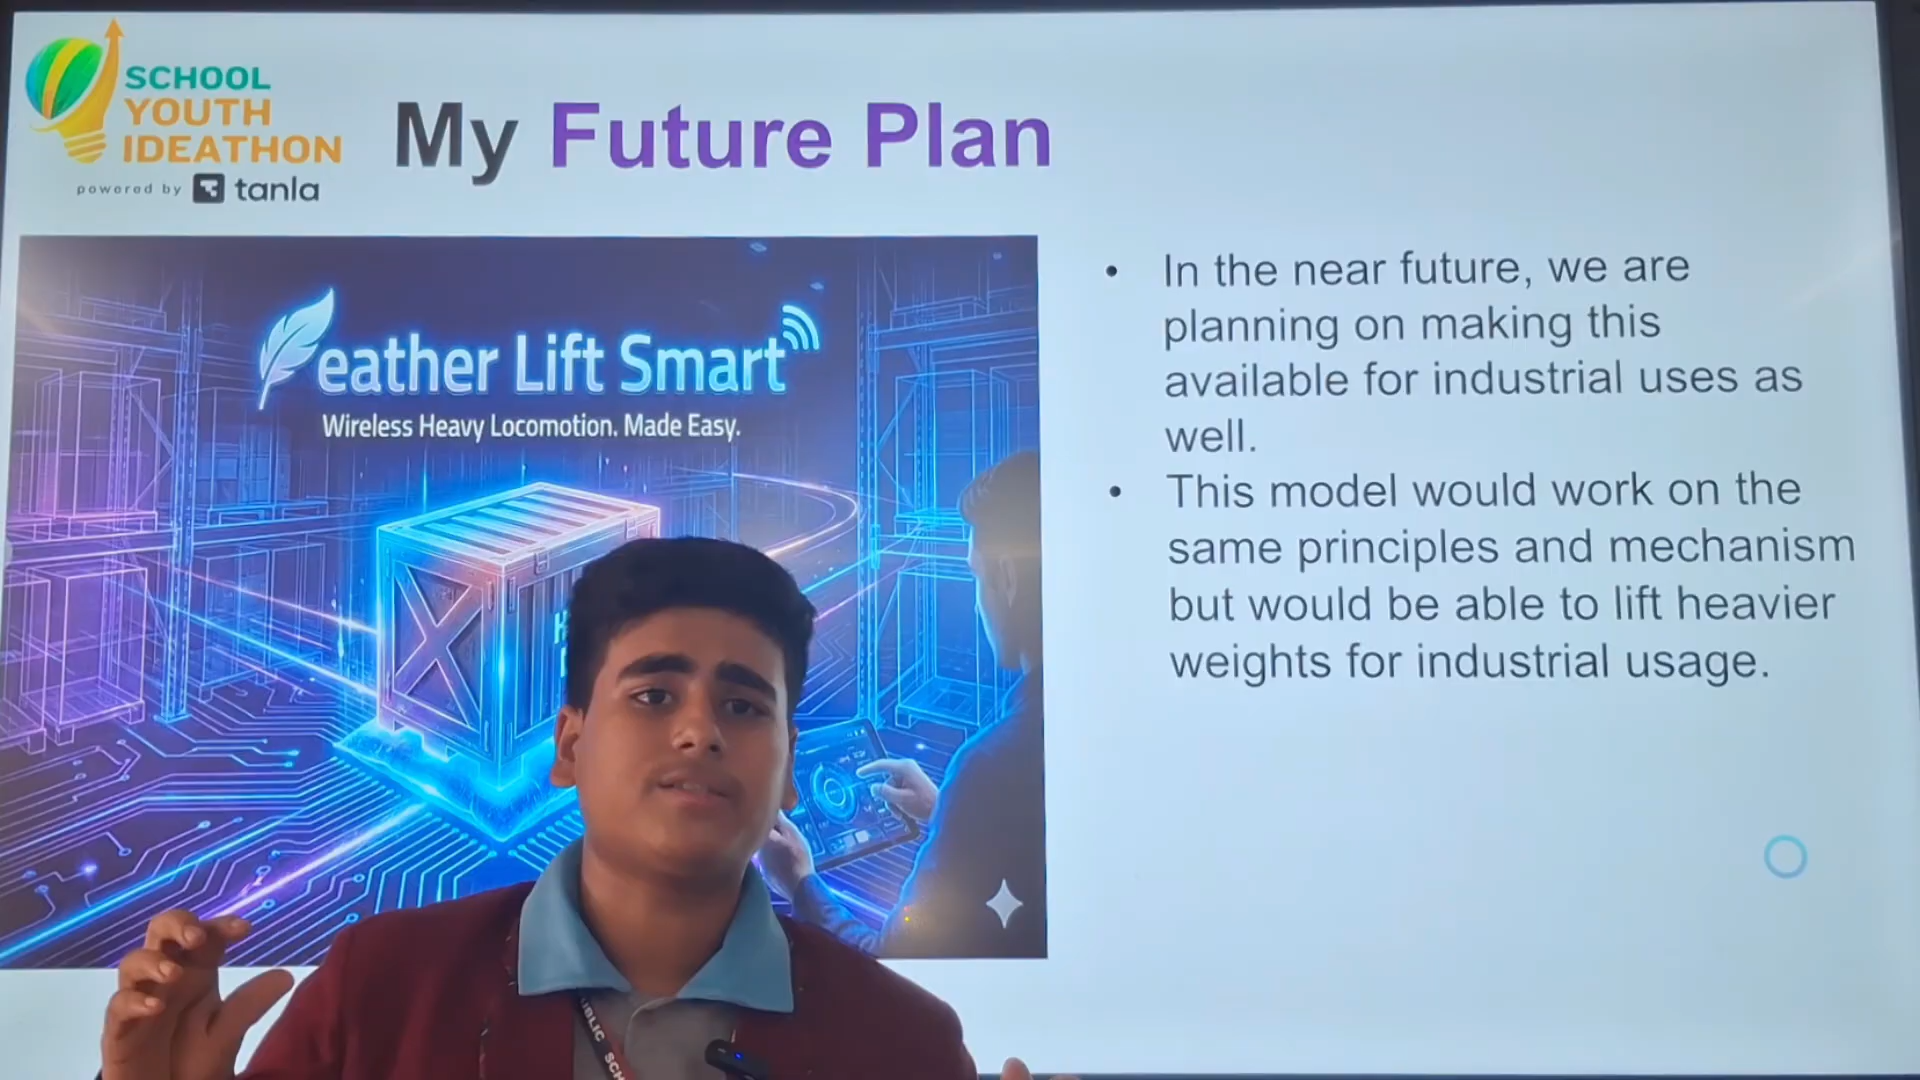 SCHOOL
YOUTH
IDEATHON
powered by tanla
My Future Plan
eather Lift Smart
Wireless Heavy Locomotion. Made Easy.
• In the near future, we are
planning on making this
available for industrial uses as
well.
• This model would work on the
same principles and mechanism
but would be able to lift heavier
weights for industrial usage.